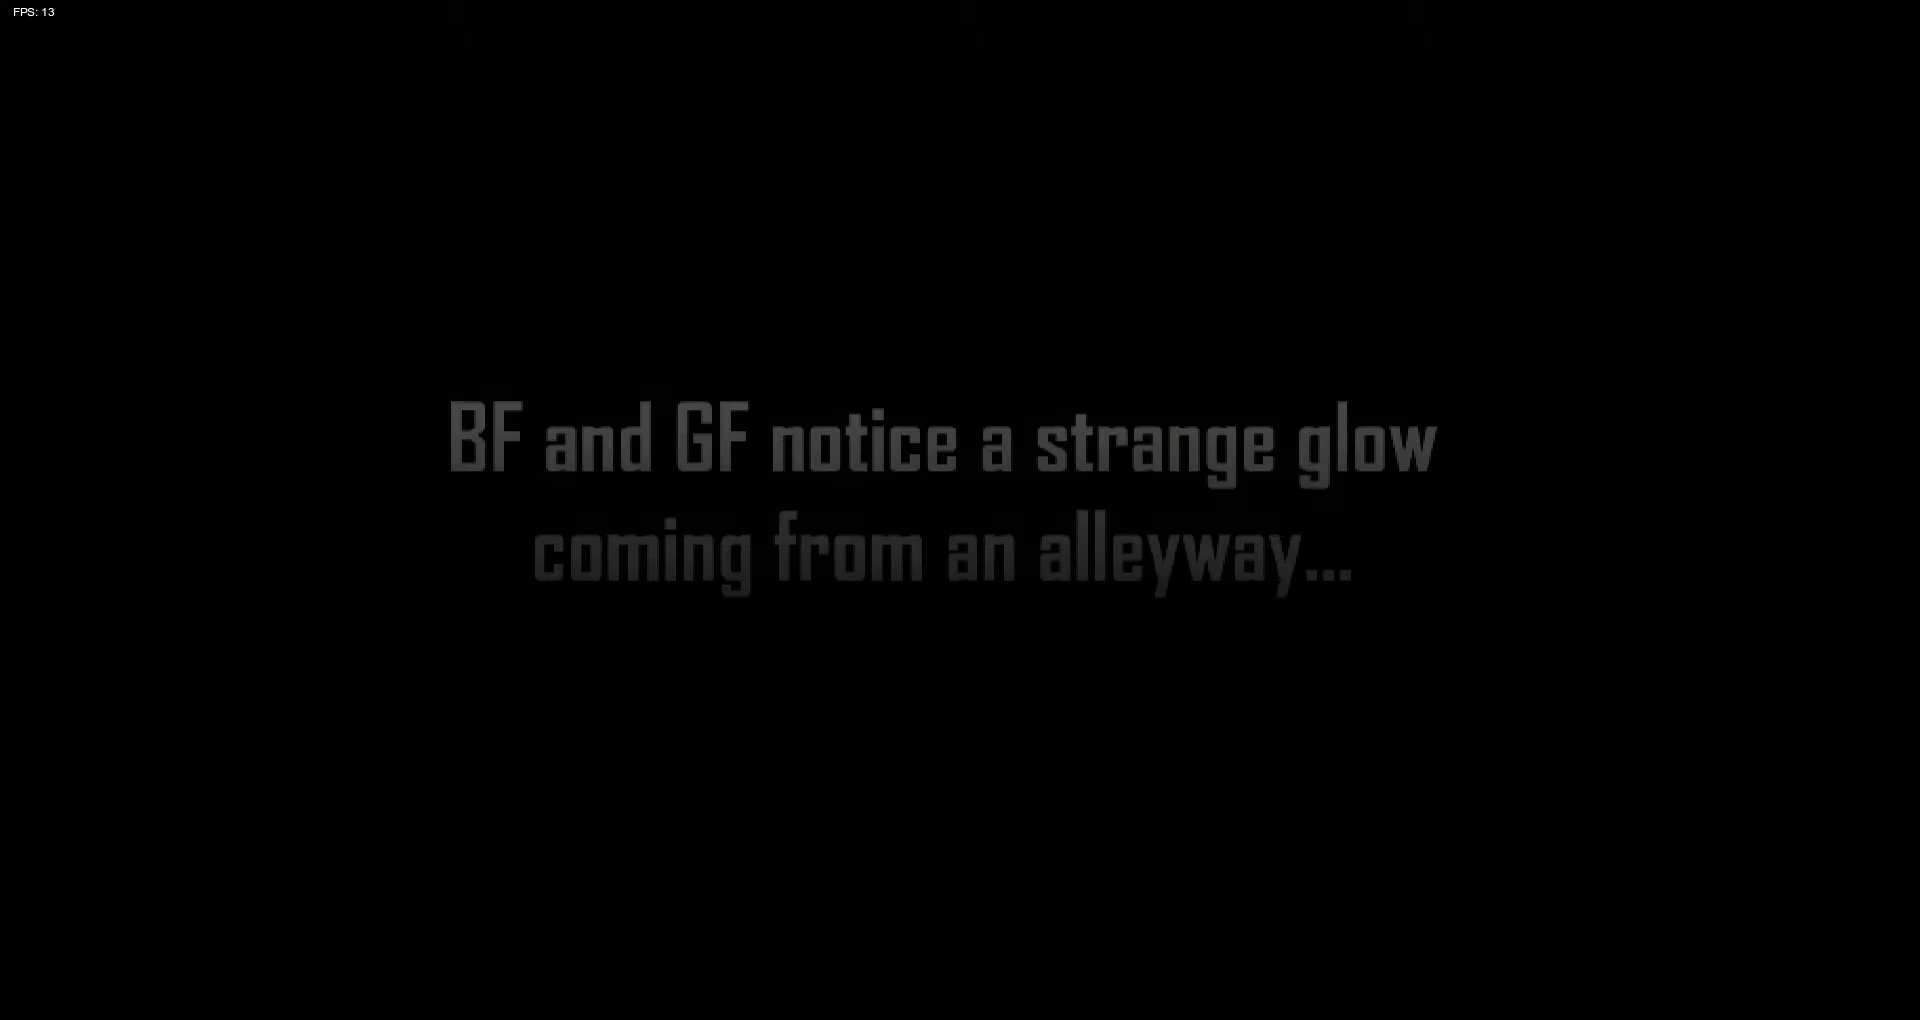 FPS: 13
BF and GF notice a strange glow
coming from an alleyway...